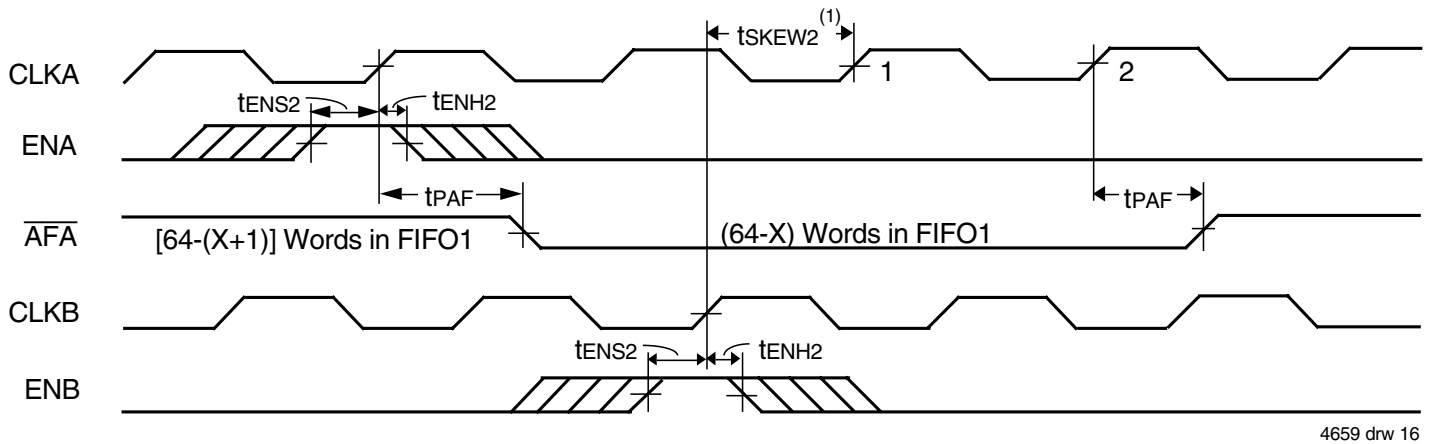 tSKEW2 (1)
CLKA
1
2
tENS2
tENH2
ENA
tPAF
tPAF
AFA
[64-(X+1)] Words in FIFO1
(64-X) Words in FIFO1
CLKB
tENS2
tENH2
ENB
4659 drw 16